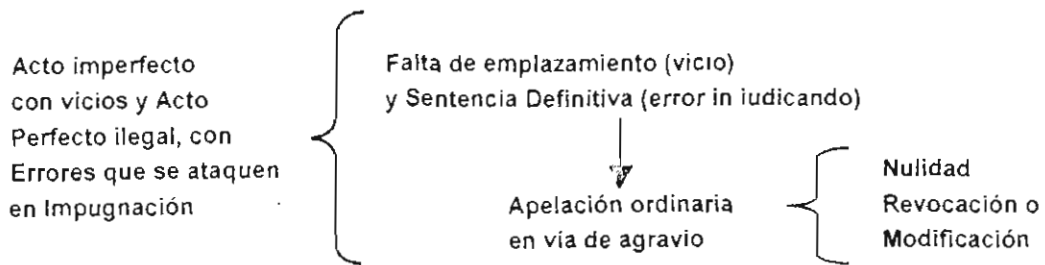 Acto imperfecto
con vicios y Acto
Perfecto ilegal, con
Errores que se ataquen
en Impugnación
Falta de emplazamiento (vicio)
y Sentencia Definitiva (error in iudicando)
Apelación ordinaria
en vía de agravio
Nulidad
Revocación o
Modificación